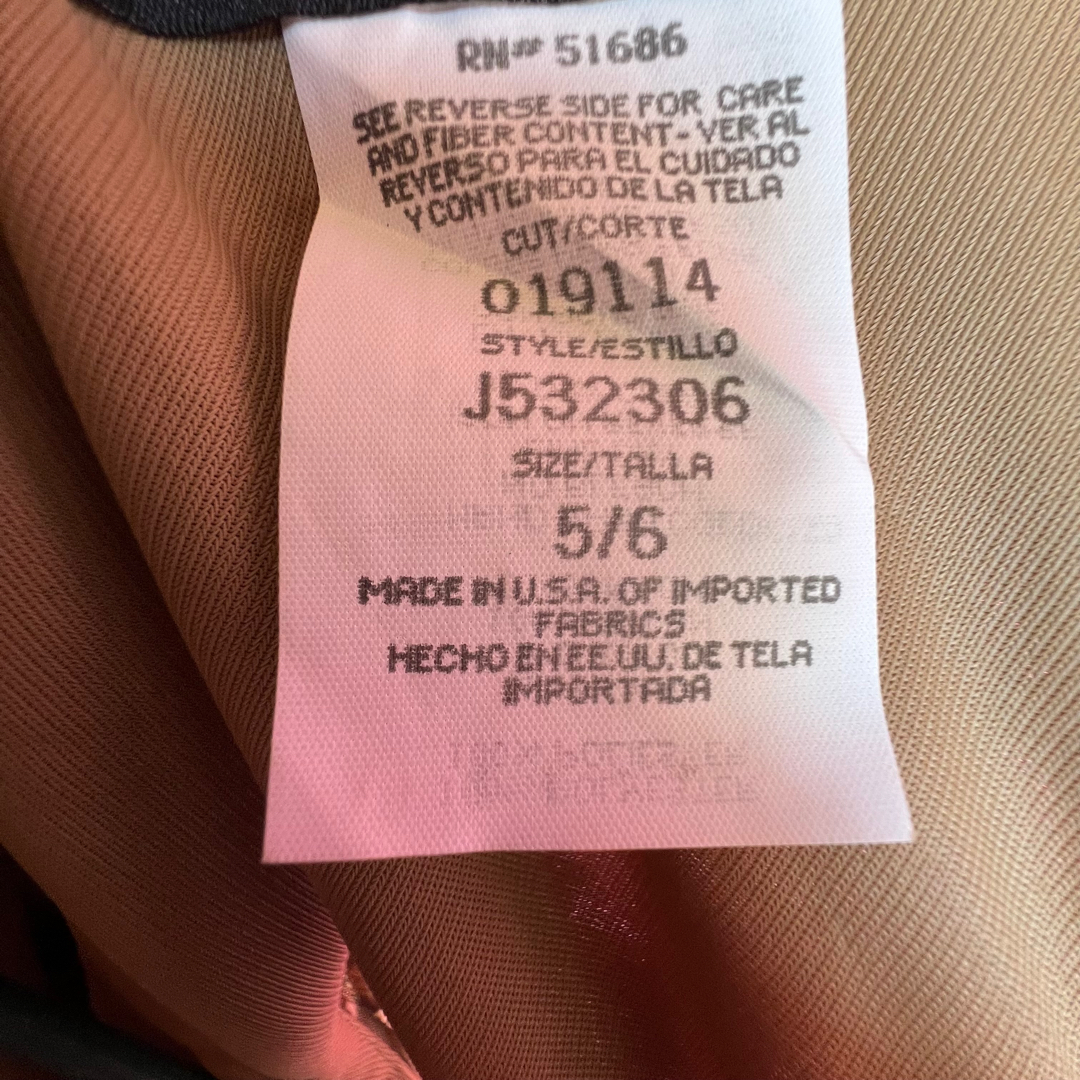 RN# 51686
SEE REVERSE SIDE FOR CARE
AND FIBER CONTENT-VER AL
REVERSO PARA EL CUIDADO
Y CONTENIDO DE LA TELA
CUT/CORTE
019114
STYLE/ESTILLO
J532306
SIZE/TALLA
5/6
MADE IN U.S.A. OF IMPORTED
FABRICS
HECHO EN EE.UU. DE TELA
IMPORTADA